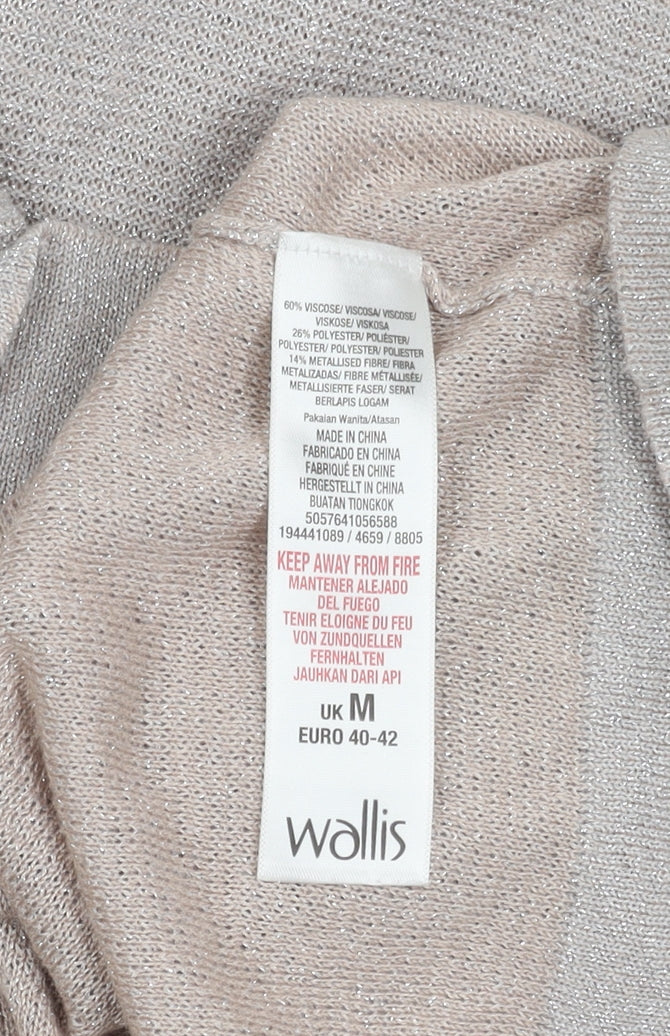 60% VISCOSE/ VISCOSA/ VISCOSE/
VISKOSE/ VISKOSA
26% POLYESTER/ POLIÉSTER/
POLYESTER/ POLYESTER/ POLIESTER
14% METALLISED FIBRE/ FIBRA
METALIZADAS/ FIBRE MÉTALLISÉE/
METALLISIERTE FASER/ SERAT
BERLAPIS LOGAM
Pakaian Wanita/Atasan
MADE IN CHINA
FABRICADO EN CHINA
FABRIQUÉ EN CHINE
HERGESTELLT IN CHINA
BUATAN TIONGKOK
5057641056588
194441089 / 4659 / 8805
KEEP AWAY FROM FIRE
MANTENER ALEJADO
DEL FUEGO
TENIR ELOIGNE DU FEU
VON ZUNDQUELLEN
FERNHALTEN
JAUHKAN DARI API
UK M
EURO 40-42
wallis